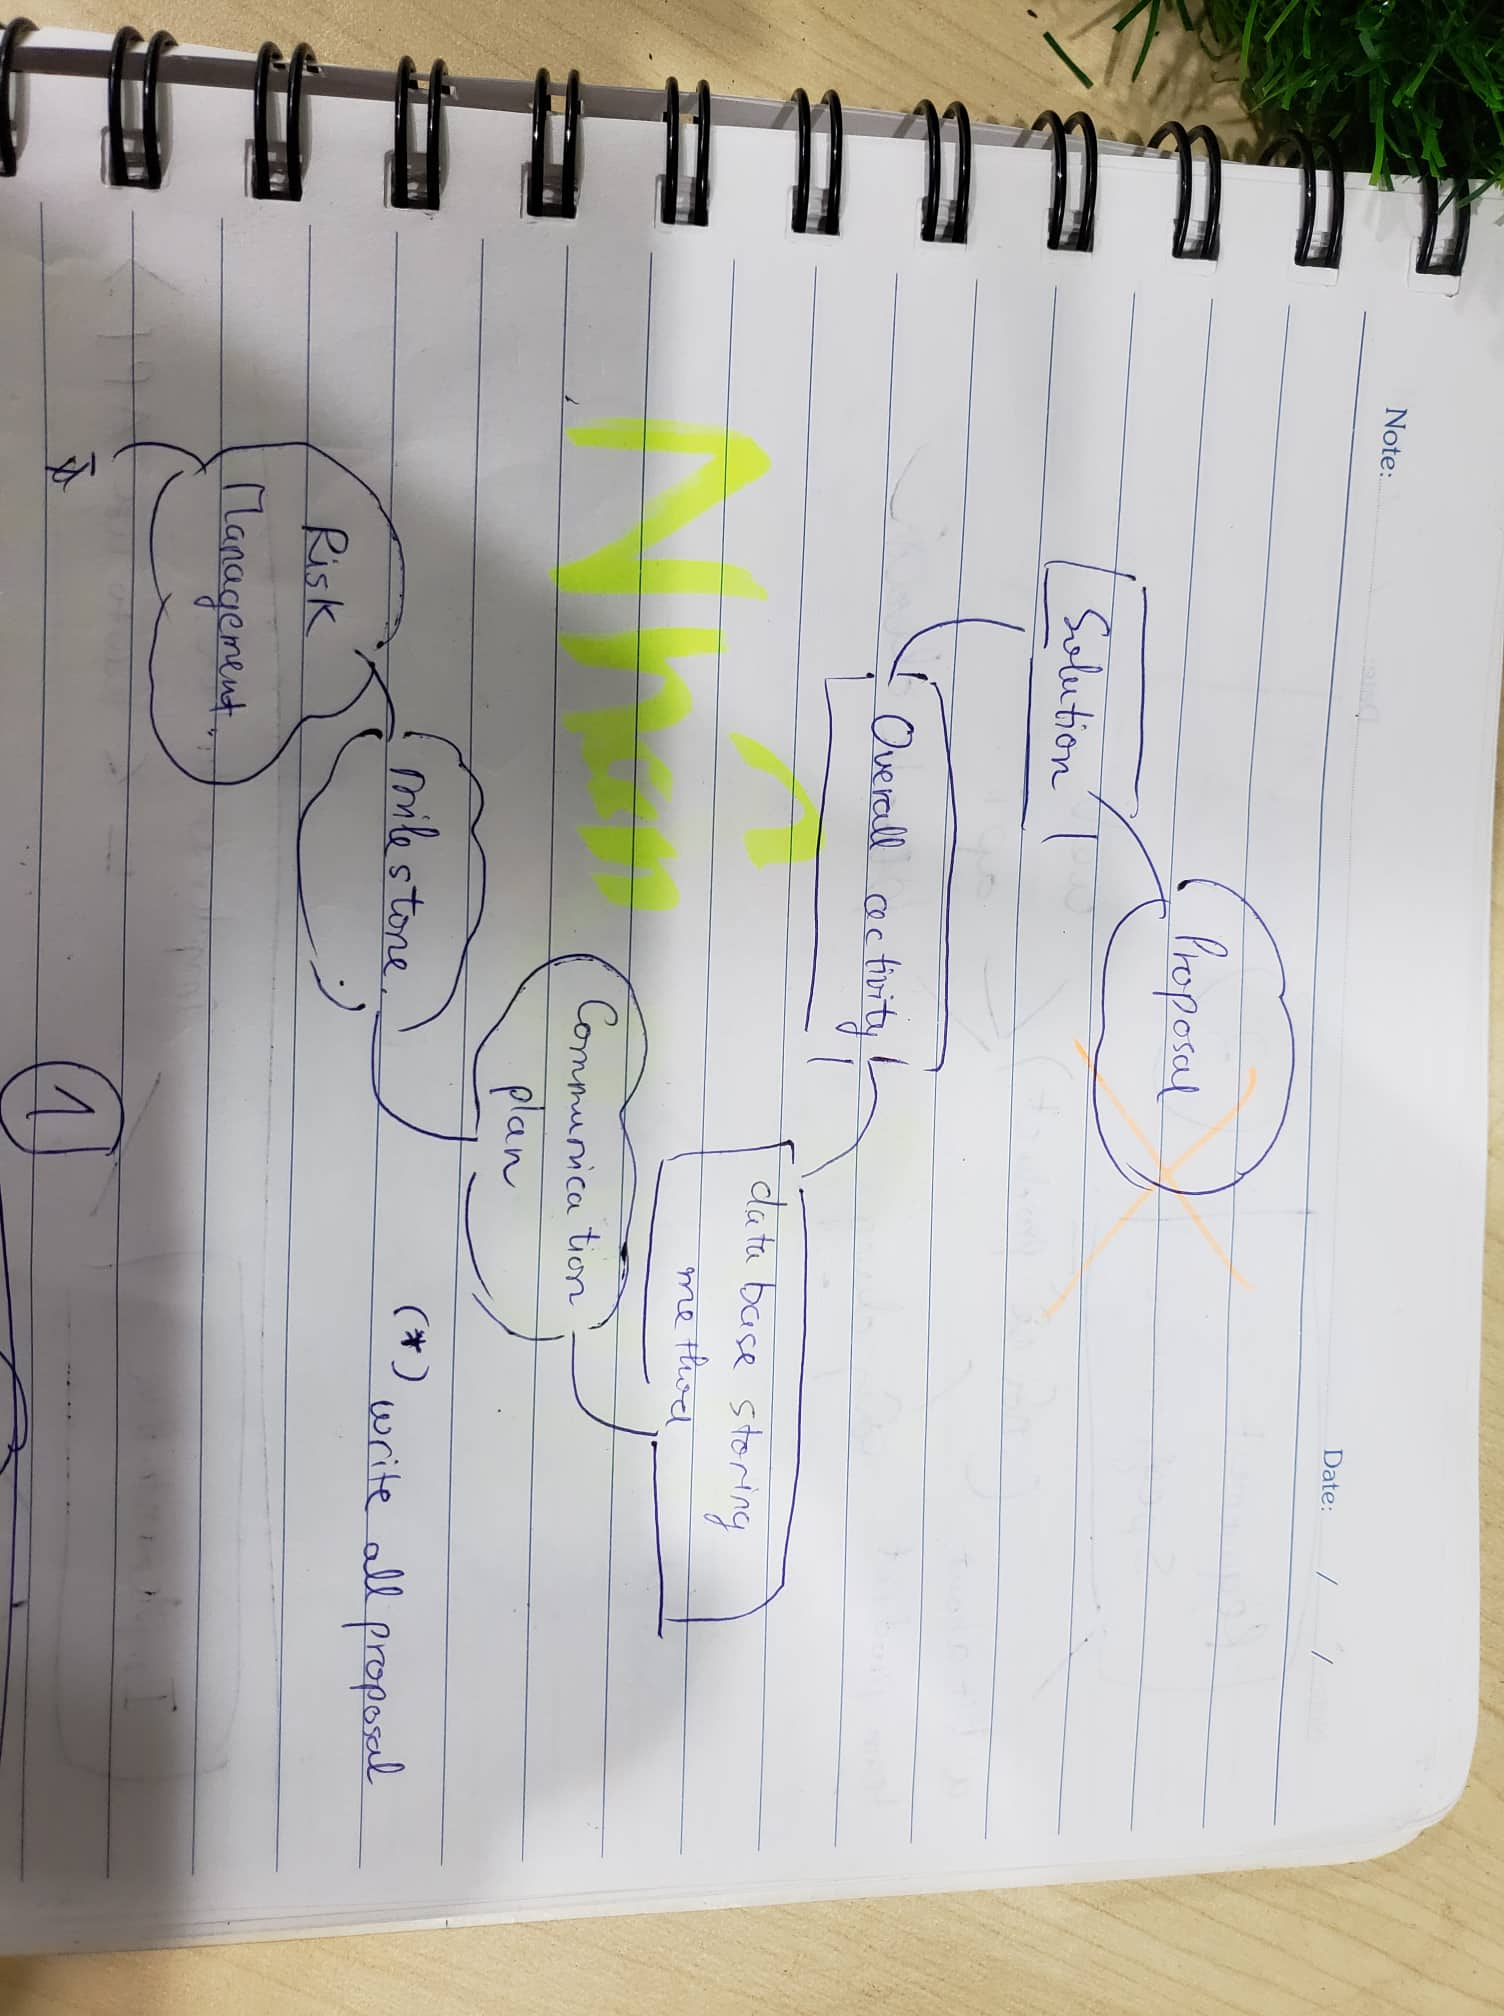 Note:
Date: / /
Proposal
Solution
Overall activity
data base storing
method
Nhân
Communication
plan
Milestone.
(*) write all proposal
Risk
Management.
1